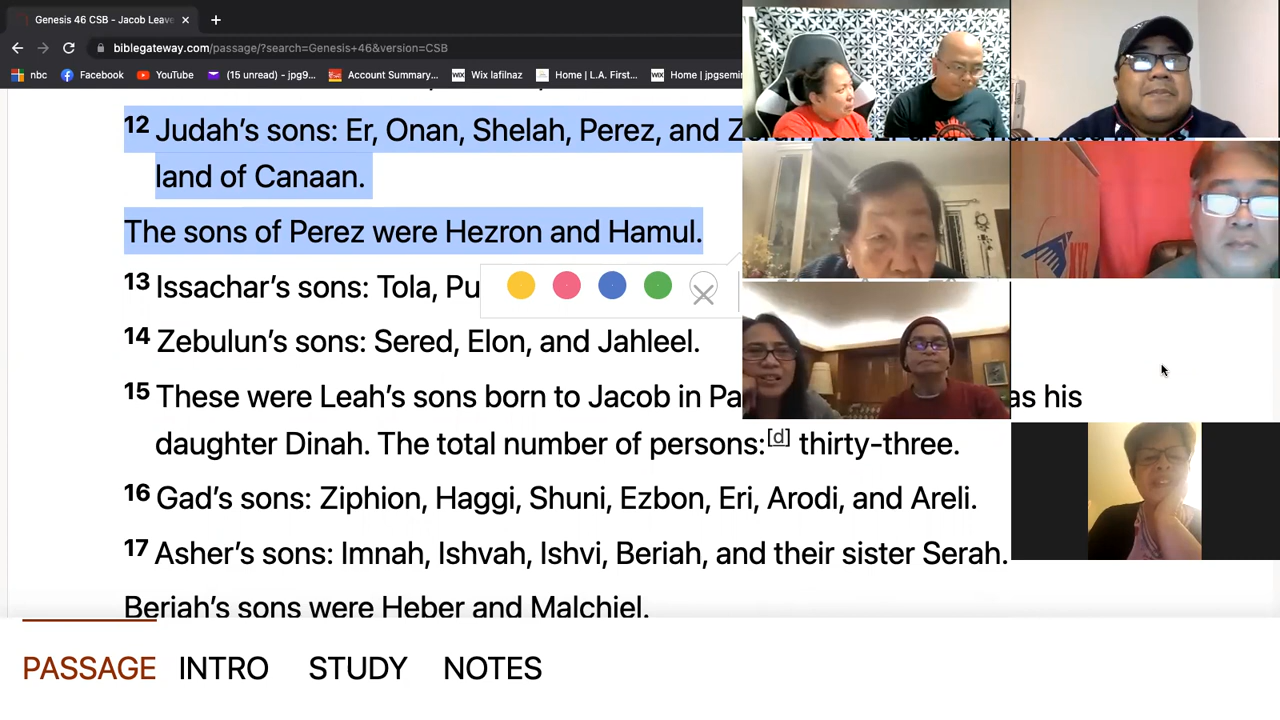 Genesis 46 CSB - Jacob Leave
biblegateway.com/passage/?search=Genesis+46&version=CSB
nbc Facebook YouTube (15 unread) - jpg9... Account Summary... Wix lafilnaz Home | L.A. First... Home | jpgsemi
12 Judah’s sons: Er, Onan, Shelah, Perez, and
land of Canaan.
The sons of Perez were Hezron and Hamul.
13 Issachar’s sons: Tola, Pu
14 Zebulun’s sons: Sered, Elon, and Jahleel.
15 These were Leah’s sons born to Jacob in Pa as his
daughter Dinah. The total number of persons:[d] thirty-three.
16 Gad’s sons: Ziphion, Haggi, Shuni, Ezbon, Eri, Arodi, and Areli.
17 Asher’s sons: Imnah, Ishvah, Ishvi, Beriah, and their sister Serah.
Beriah’s sons were Heber and Malchiel.
PASSAGE INTRO STUDY NOTES